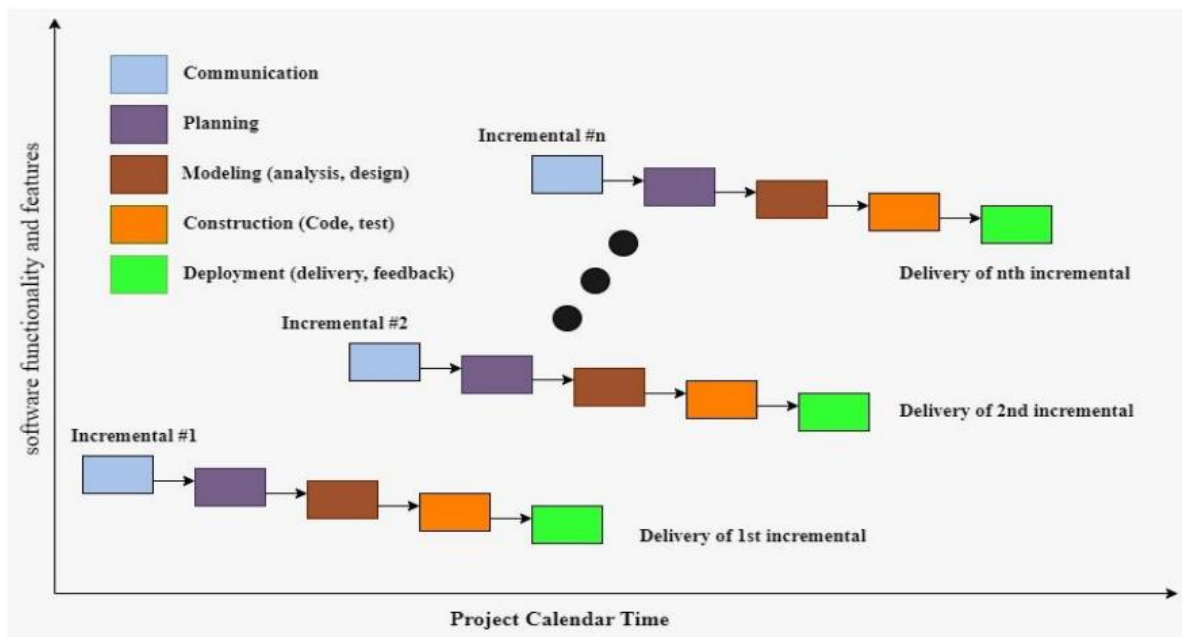 Communication
Planning
Modeling (analysis, design)
Construction (Code, test)
Deployment (delivery, feedback)
software functionality and features
Incremental #n
Delivery of nth incremental
Incremental #2
Delivery of 2nd incremental
Incremental #1
Delivery of 1st incremental
Project Calendar Time